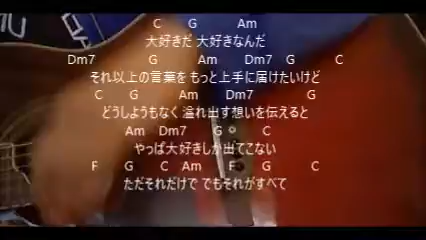 C G Am
大好きだ 大好きなんだ
Dm7 G Am Dm7 G C
それ以上の言葉を もっと上手に届けたいけど
C G Am Dm7 G
どうしようもなく 溢れ出す想いを伝えると
Am Dm7 G C
やっぱ大好きしか出てこない
F G C Am F G C
ただそれだけで でもそれがすべて